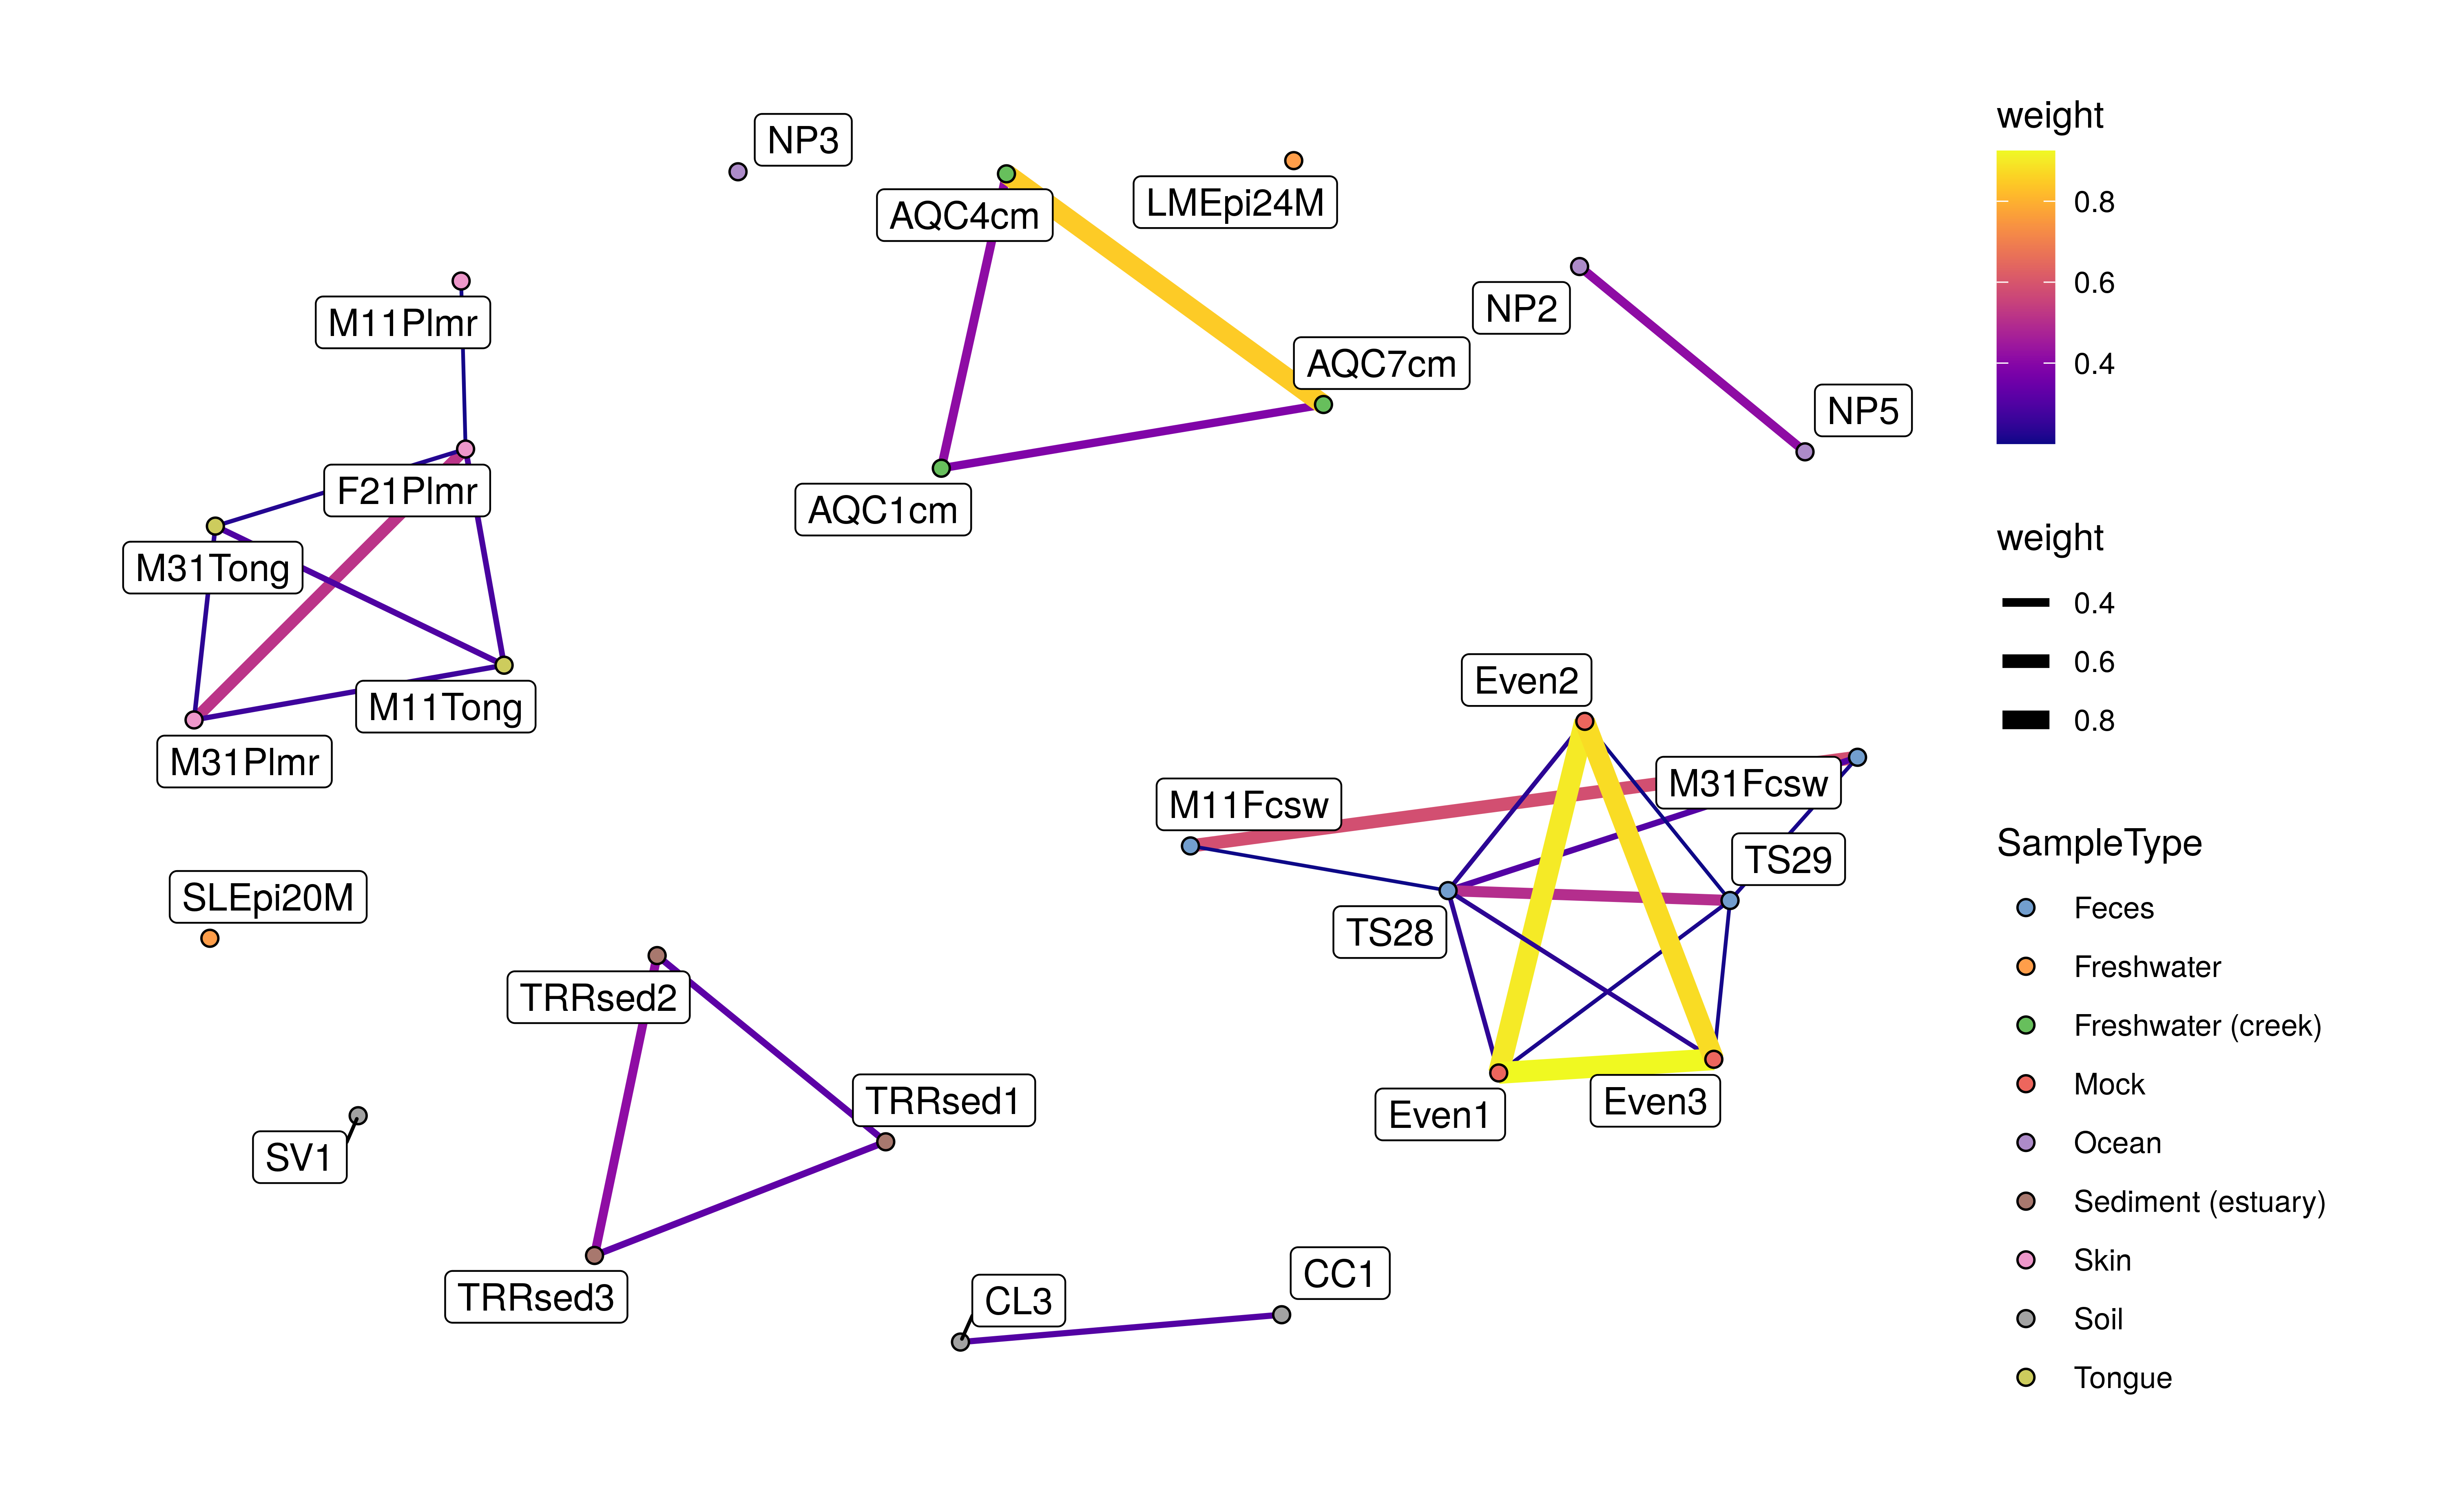 NP3
AQC4cm
LMEpi24M
M11Plmr
NP2
AQC7cm
NP5
F21Plmr
AQC1cm
M31Tong
M11Tong
M31Plmr
Even2
M31Fcsw
M11Fcsw
TS29
SLEpi20M
TS28
TRRsed2
TRRsed1
Even3
Even1
SV1
CC1
TRRsed3
CL3
weight
0.8
0.6
0.4
weight
0.4
0.6
0.8
SampleType
Feces
Freshwater
Freshwater (creek)
Mock
Ocean
Sediment (estuary)
Skin
Soil
Tongue